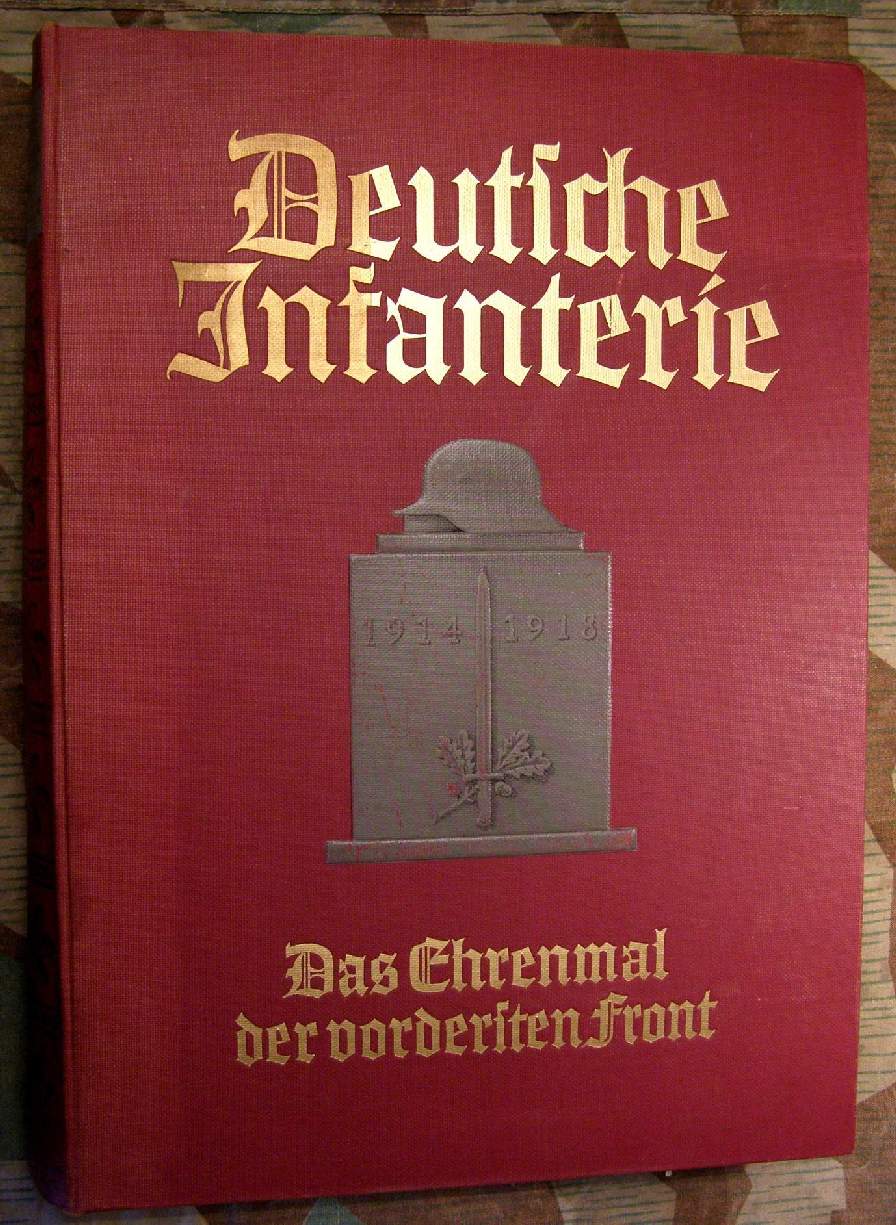 Deutſche
Infanterie
1914 1918
Das Ehrenmal
der vorderſten Front